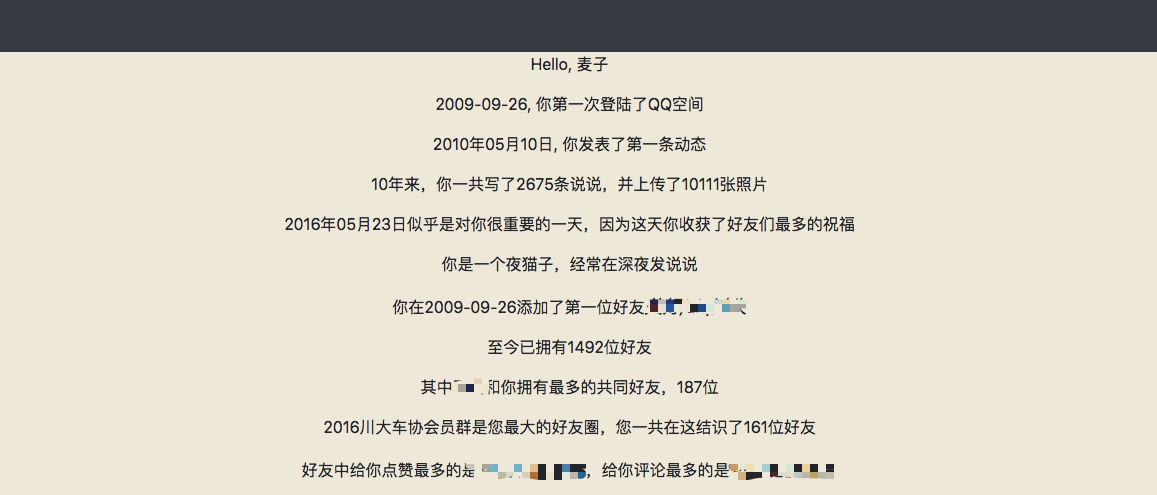 Hello, 麦子
2009-09-26, 你第一次登陆了QQ空间
2010年05月10日, 你发表了第一条动态
10年来，你一共写了2675条说说，并上传了10111张照片
2016年05月23日似乎是对你很重要的一天，因为这天你收获了好友们最多的祝福
你是一个夜猫子，经常在深夜发说说
你在2009-09-26添加了第一位好友
至今已拥有1492位好友
其中 和你拥有最多的共同好友，187位
2016川大车协会员群是您最大的好友圈，您一共在这结识了161位好友
好友中给你点赞最多的是 ，给你评论最多的是